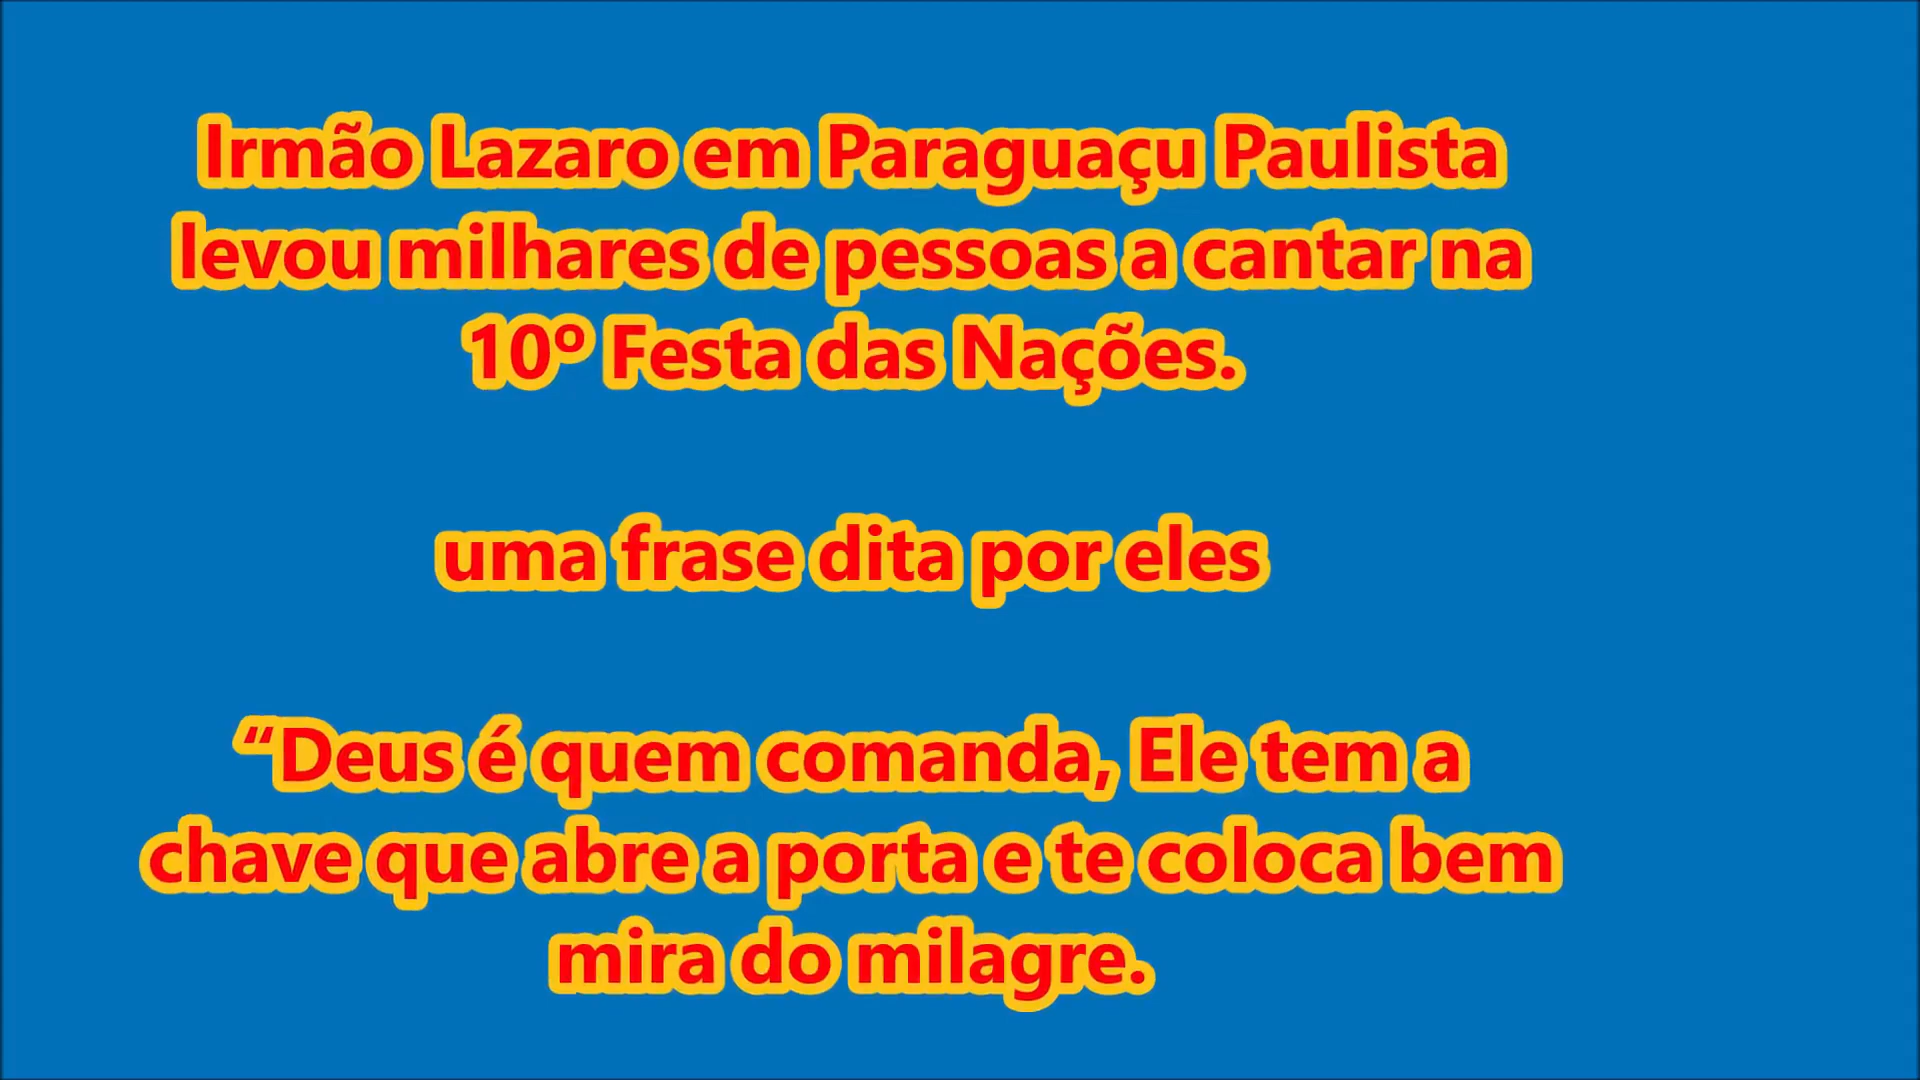 Irmão Lazaro em Paraguaçu Paulista
levou milhares de pessoas a cantar na
10º Festa das Nações.
uma frase dita por eles
“Deus é quem comanda, Ele tem a
chave que abre a porta e te coloca bem
mira do milagre.